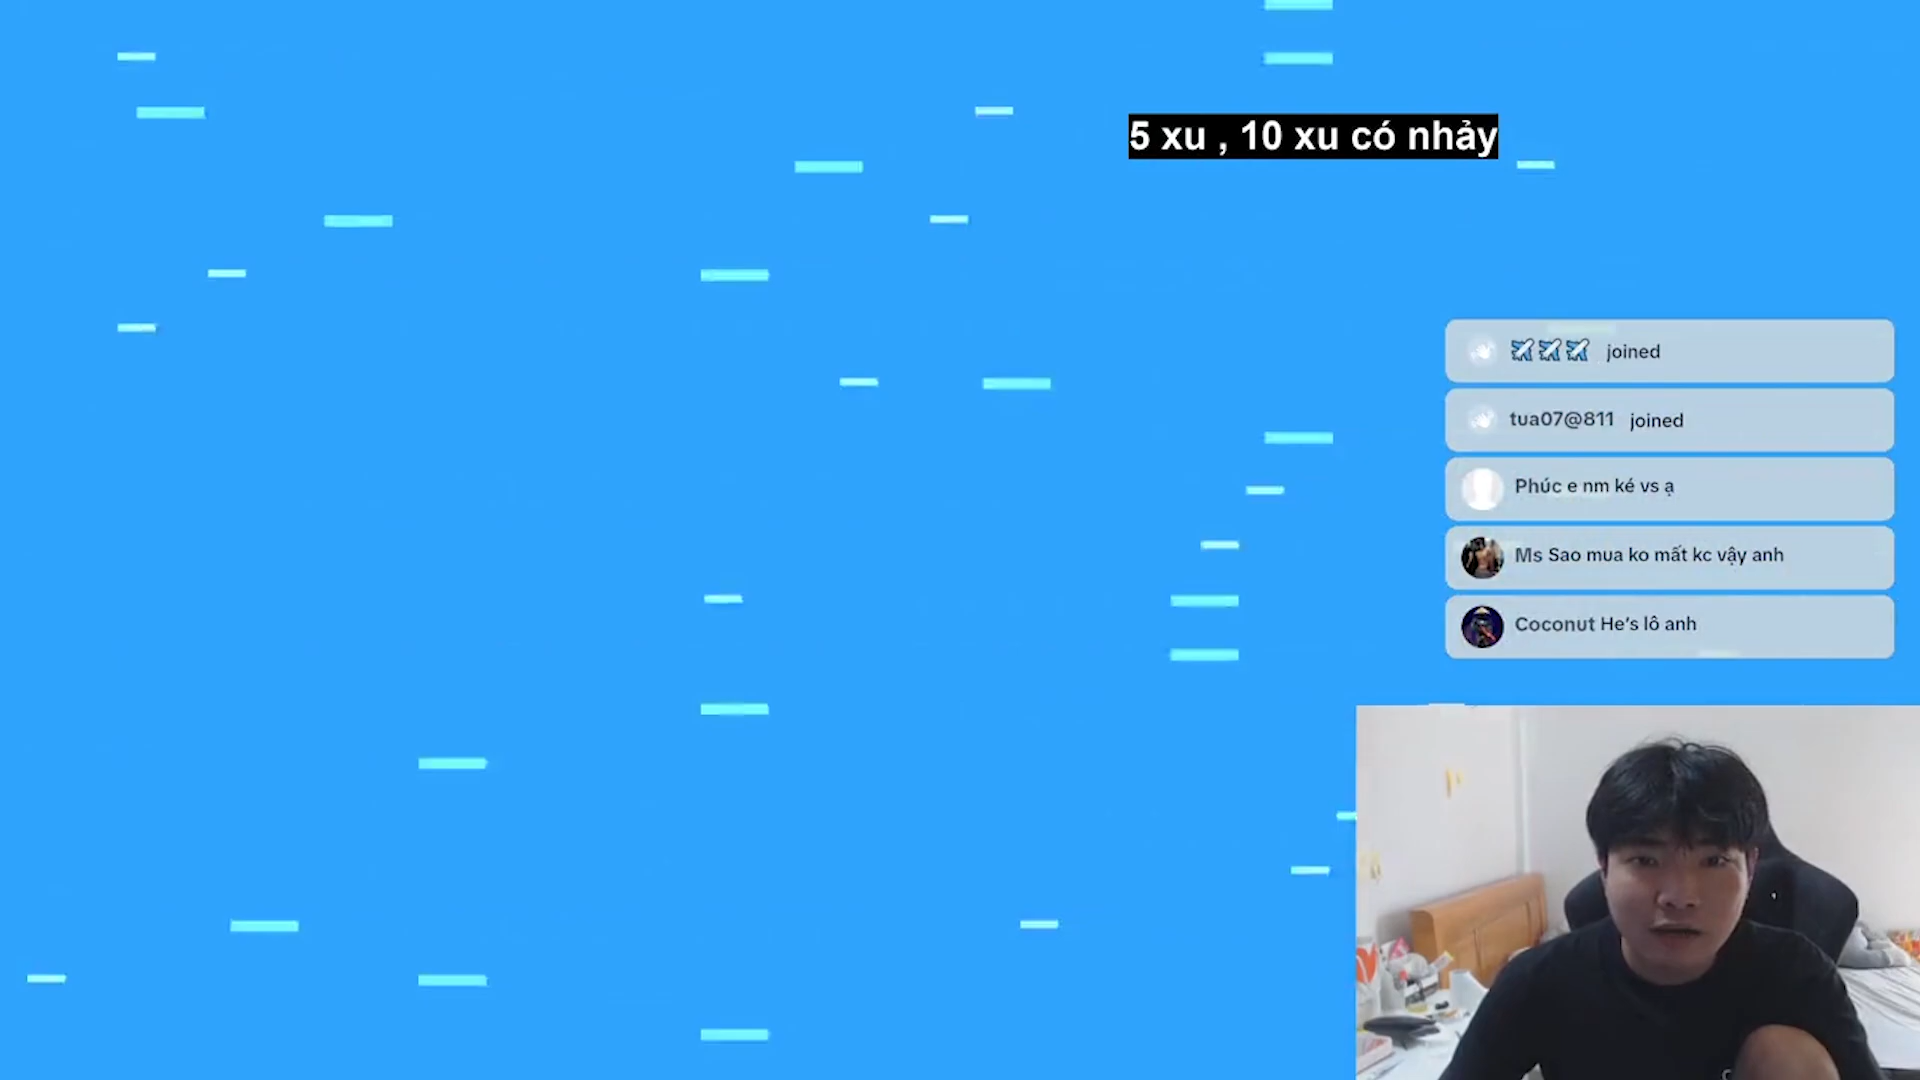 5 xu , 10 xu có nhảy
✈️✈️✈️ joined
tua07@811 joined
Phúc e nm ké vs ạ
Ms Sao mua ko mất kc vậy anh
Coconut He's lô anh